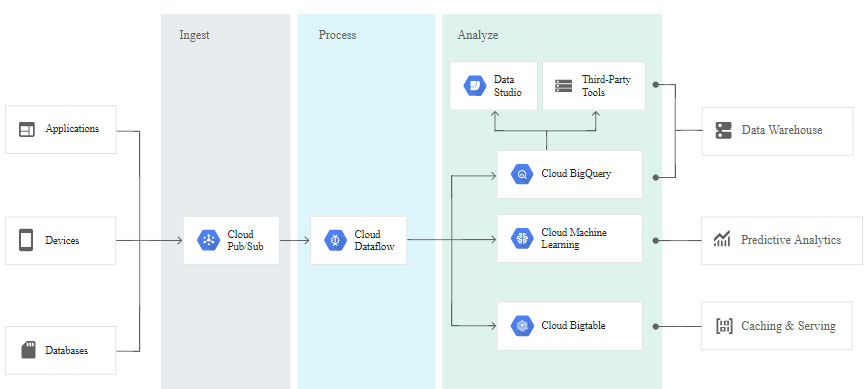 Ingest
Process
Analyze
Data
Studio
Third-Party
Tools
Applications
Data Warehouse
Cloud BigQuery
Devices
Cloud
Pub/Sub
Cloud
Dataflow
Cloud Machine
Learning
Predictive Analytics
Databases
Cloud Bigtable
Caching & Serving